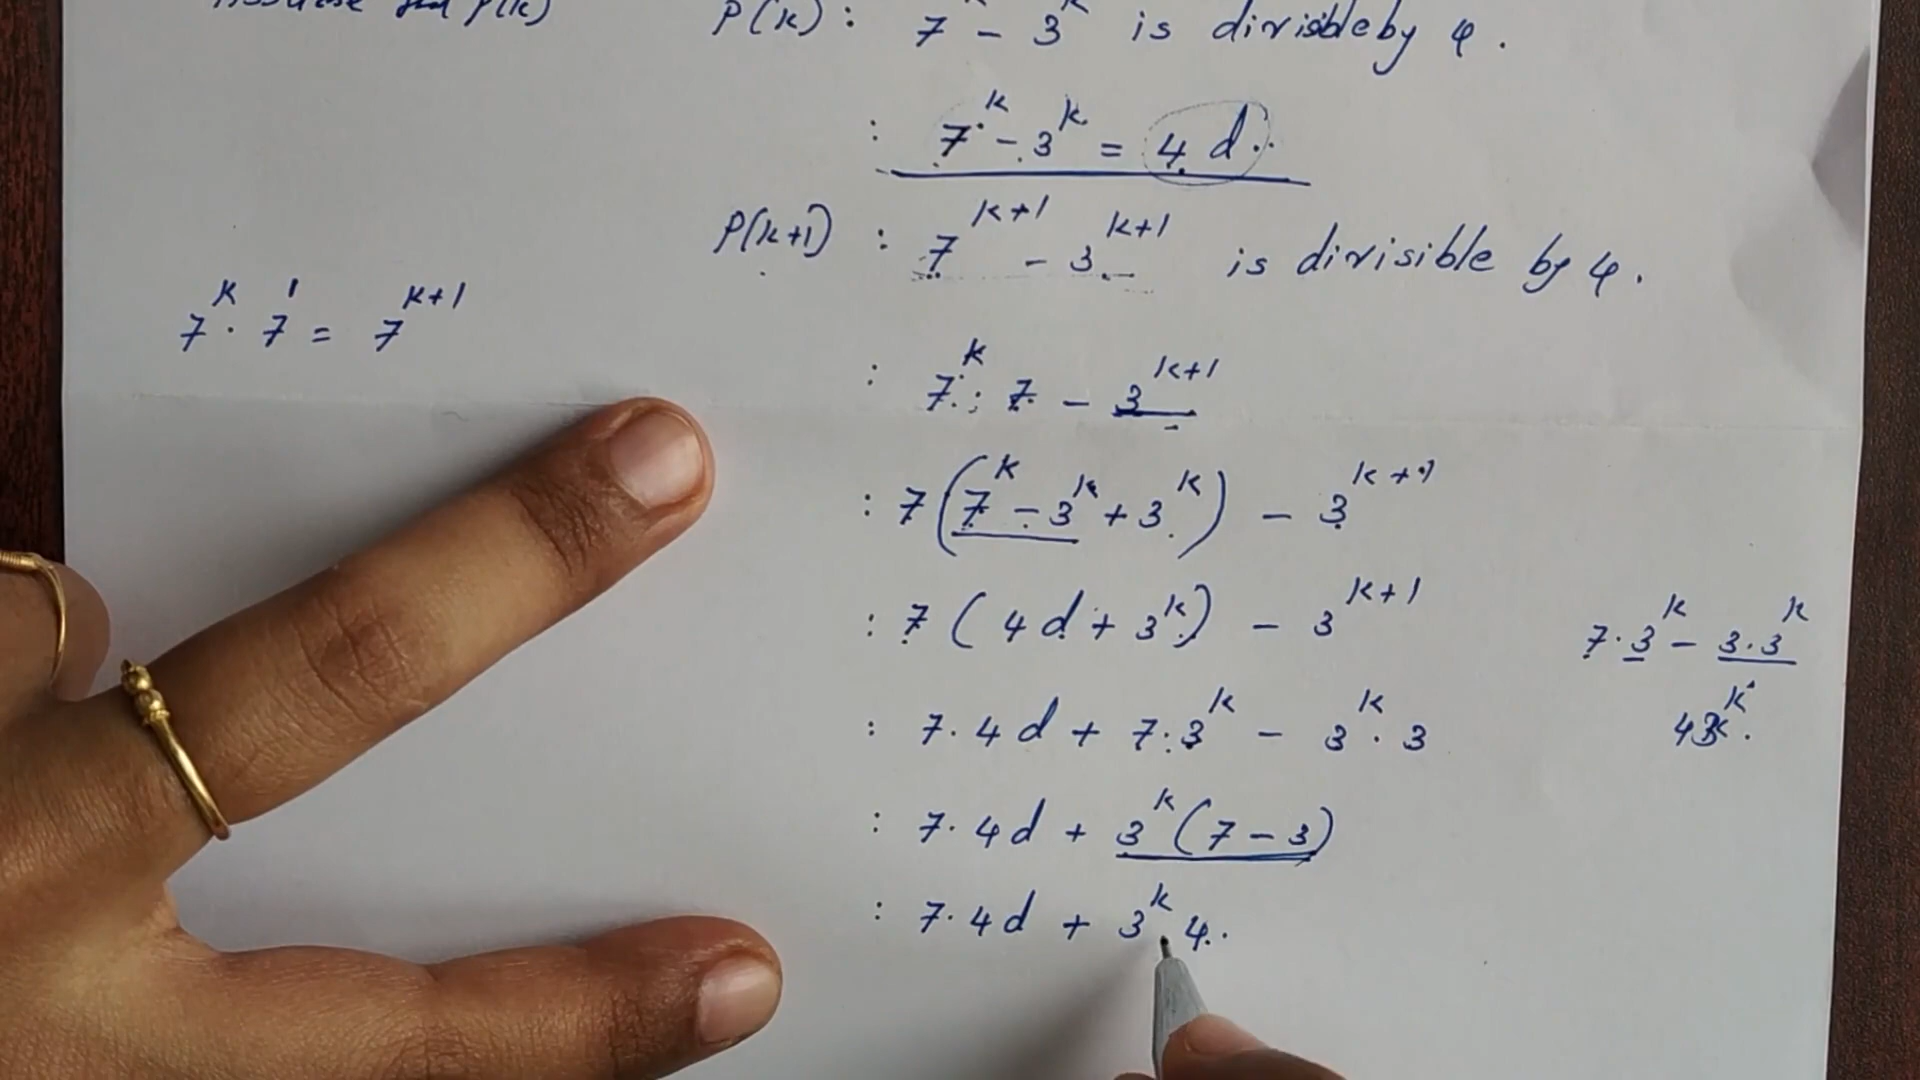 P(k)
P(k) : 7^k - 3^k is divisible by 4.
: 7^k - 3^k = 4d.
P(k+1) : 7^(k+1) - 3^(k+1) is divisible by 4.
7^k · 7^1 = 7^(k+1)
: 7^k · 7 - 3^(k+1)
: 7(7^k - 3^k + 3^k) - 3^(k+1)
: 7(4d + 3^k) - 3^(k+1)
7·3^k - 3·3^k
: 7·4d + 7·3^k - 3^k·3
43^k.
: 7·4d + 3^k(7-3)
: 7·4d + 3^k 4.